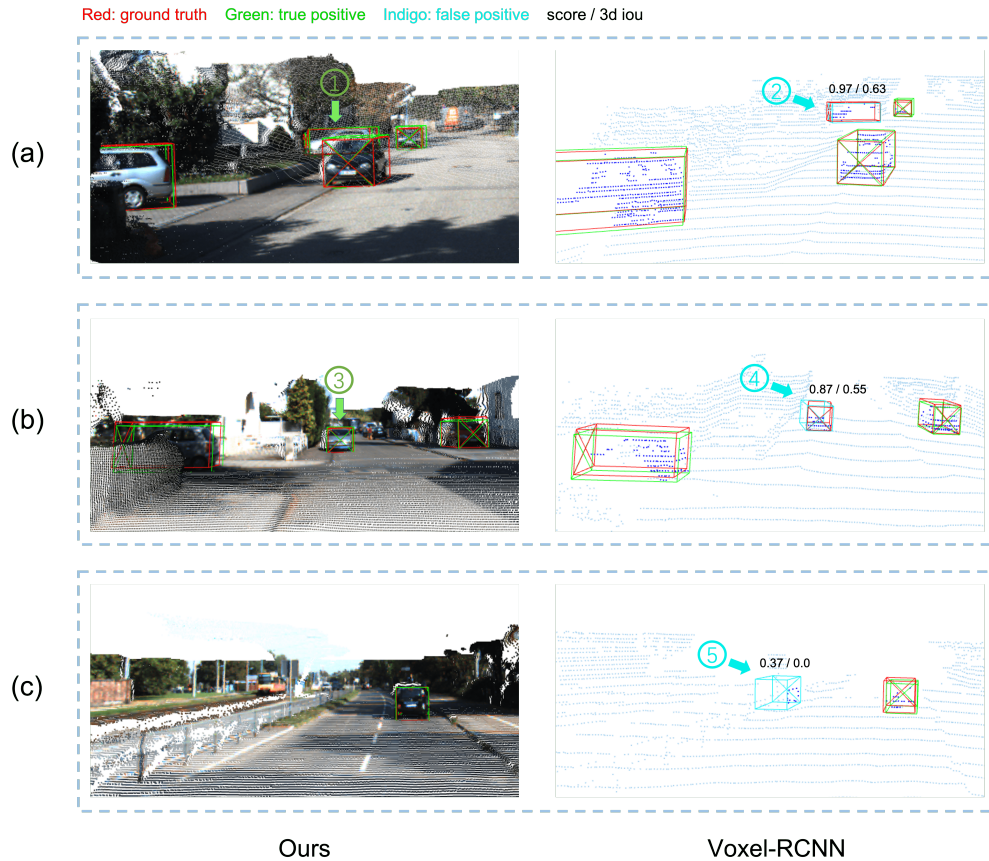 Red: ground truth Green: true positive Indigo: false positive score / 3d iou
(a)
①
②
0.97 / 0.63
(b)
③
④
0.87 / 0.55
(c)
⑤
0.37 / 0.0
Ours Voxel-RCNN